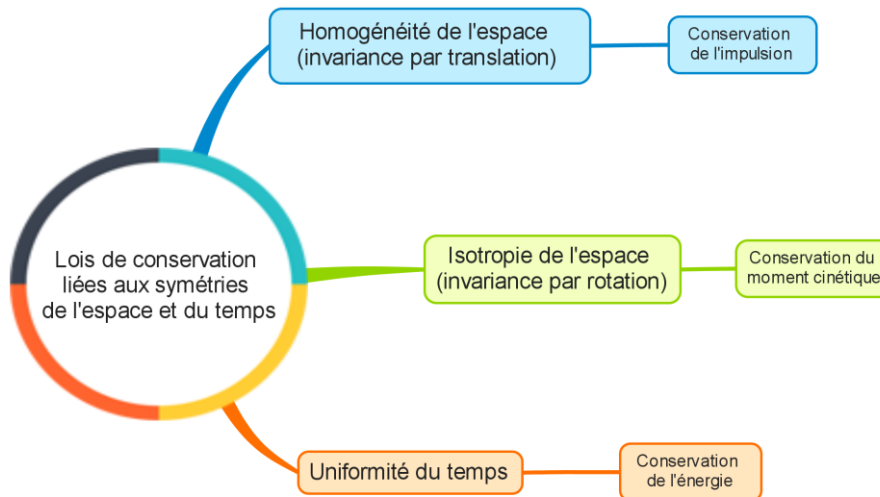 Homogénéité de l'espace
(invariance par translation)
Conservation
de l'impulsion
Lois de conservation
liées aux symétries
de l'espace et du temps
Isotropie de l'espace
(invariance par rotation)
Conservation du
moment cinétique
Uniformité du temps
Conservation
de l'énergie